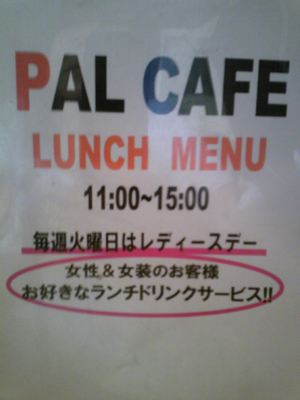 PAL CAFE
LUNCH MENU
11:00~15:00
毎週火曜日はレディースデー
女性&女装のお客様
お好きなランチドリンクサービス!!